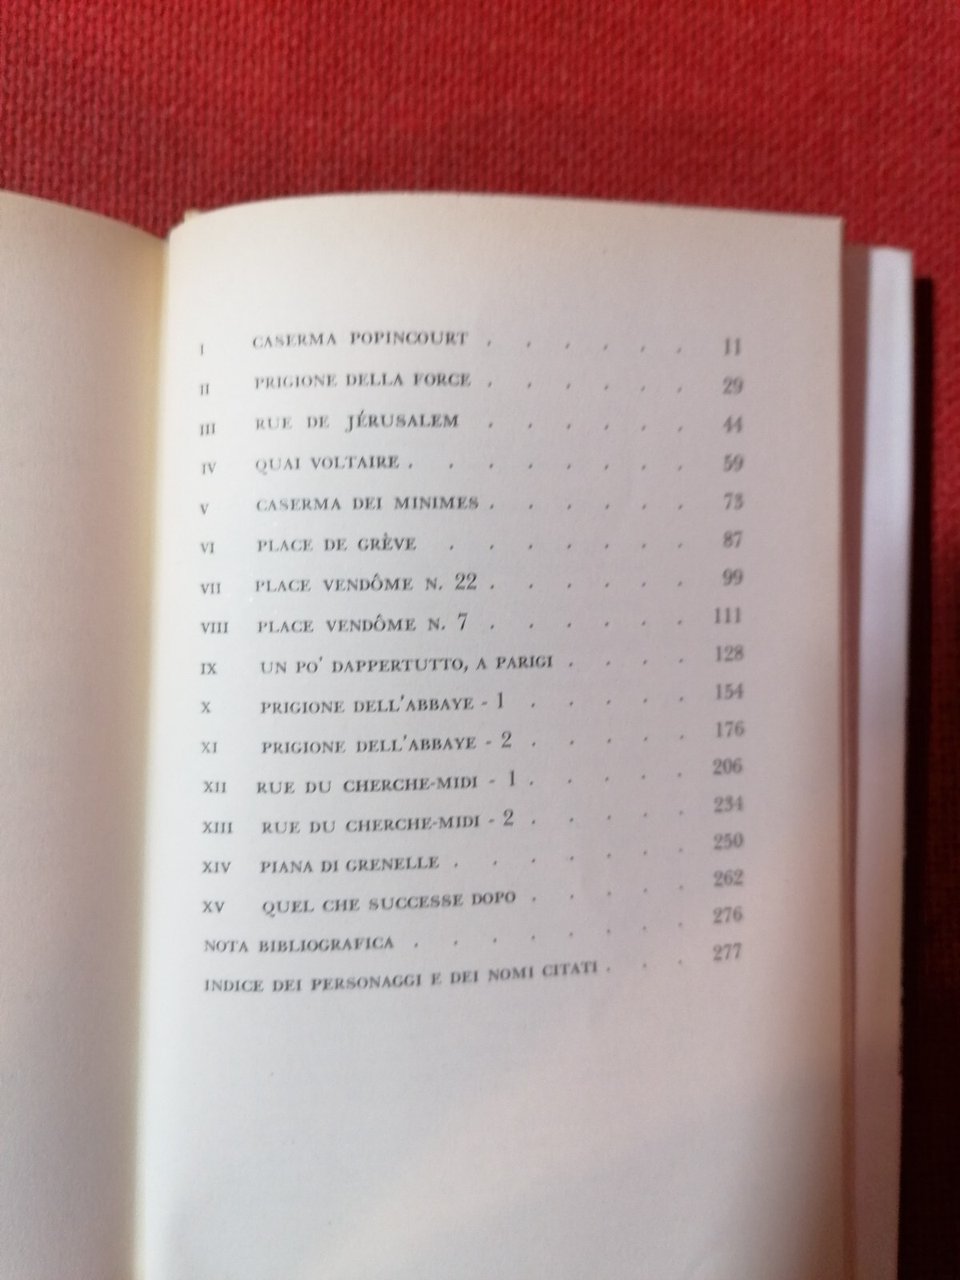 I CASERMA POPINCOURT . . . . . . 11
II PRIGIONE DELLA FORCE . . . . . . 29
III RUE DE JÉRUSALEM . . . . . . 44
IV QUAI VOLTAIRE . . . . . . . . 59
V CASERMA DEI MINIMES . . . . . . 73
VI PLACE DE GRÈVE . . . . . . . 87
VII PLACE VENDÔME N. 22 . . . . . . 99
VIII PLACE VENDÔME N. 7 . . . . . . 111
IX UN PO' DAPPERTUTTO, A PARIGI . . . . 128
X PRIGIONE DELL'ABBAYE - 1 . . . . . 154
XI PRIGIONE DELL'ABBAYE - 2 . . . . . 176
XII RUE DU CHERCHE-MIDI - 1 . . . . . 206
XIII RUE DU CHERCHE-MIDI - 2 . . . . . 234
XIV PIANA DI GRENELLE . . . . . . . 250
XV QUEL CHE SUCCESSE DOPO . . . . . 262
NOTA BIBLIOGRAFICA . . . . . . . . 276
INDICE DEI PERSONAGGI E DEI NOMI CITATI . . . 277